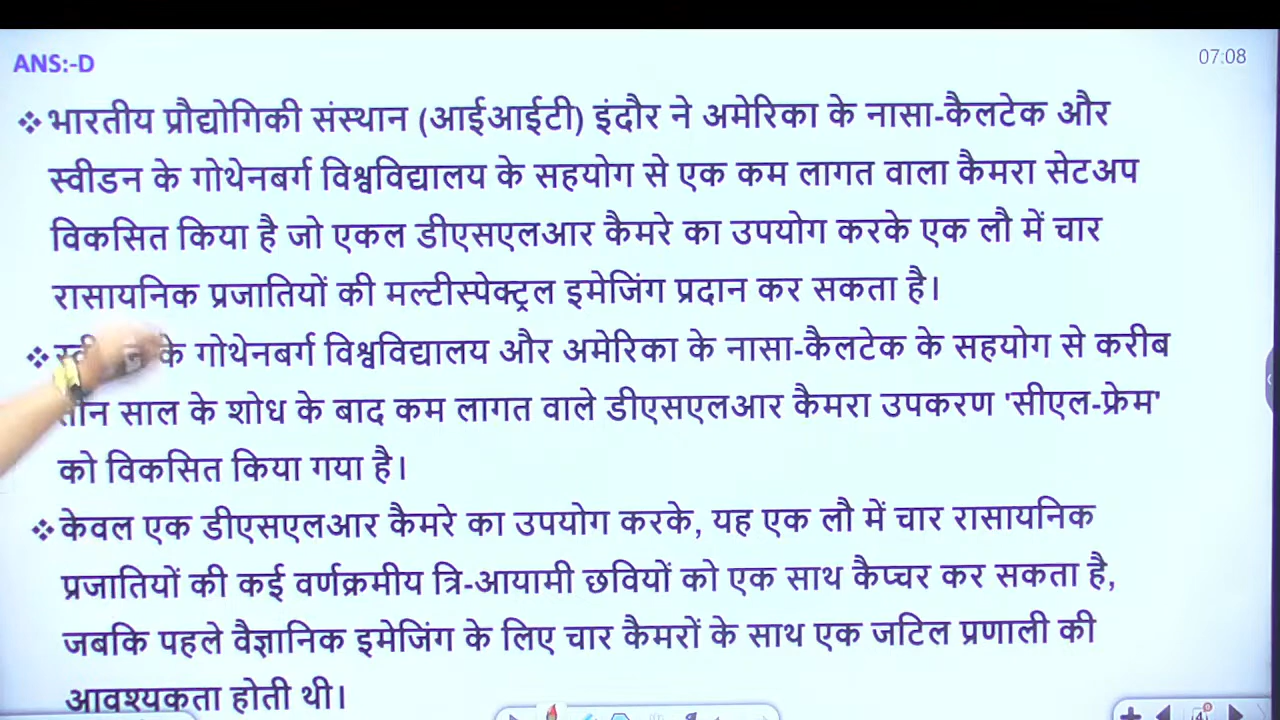 ANS:-D
07:08
❖भारतीय प्रौद्योगिकी संस्थान (आईआईटी) इंदौर ने अमेरिका के नासा-कैलटेक और
स्वीडन के गोथेनबर्ग विश्वविद्यालय के सहयोग से एक कम लागत वाला कैमरा सेटअप
विकसित किया है जो एकल डीएसएलआर कैमरे का उपयोग करके एक लौ में चार
रासायनिक प्रजातियों की मल्टीस्पेक्ट्रल इमेजिंग प्रदान कर सकता है।
❖ के गोथेनबर्ग विश्वविद्यालय और अमेरिका के नासा-कैलटेक के सहयोग से करीब
तीन साल के शोध के बाद कम लागत वाले डीएसएलआर कैमरा उपकरण 'सीएल-फ्रेम'
को विकसित किया गया है।
❖केवल एक डीएसएलआर कैमरे का उपयोग करके, यह एक लौ में चार रासायनिक
प्रजातियों की कई वर्णक्रमीय त्रि-आयामी छवियों को एक साथ कैप्चर कर सकता है,
जबकि पहले वैज्ञानिक इमेजिंग के लिए चार कैमरों के साथ एक जटिल प्रणाली की
आवश्यकता होती थी।